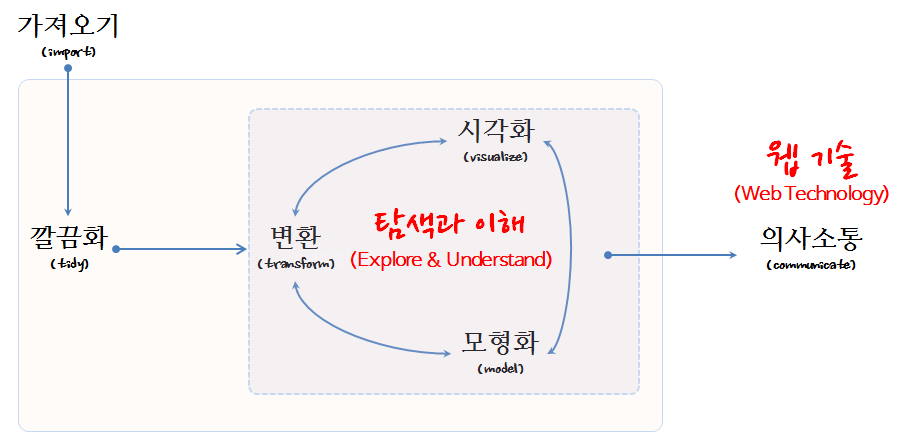 가져오기
(import)
시각화
(visualize)
웹 기술
(Web Technology)
깔끔화
(tidy)
변환
(transform)
탐색과 이해
(Explore & Understand)
의사소통
(communicate)
모형화
(model)